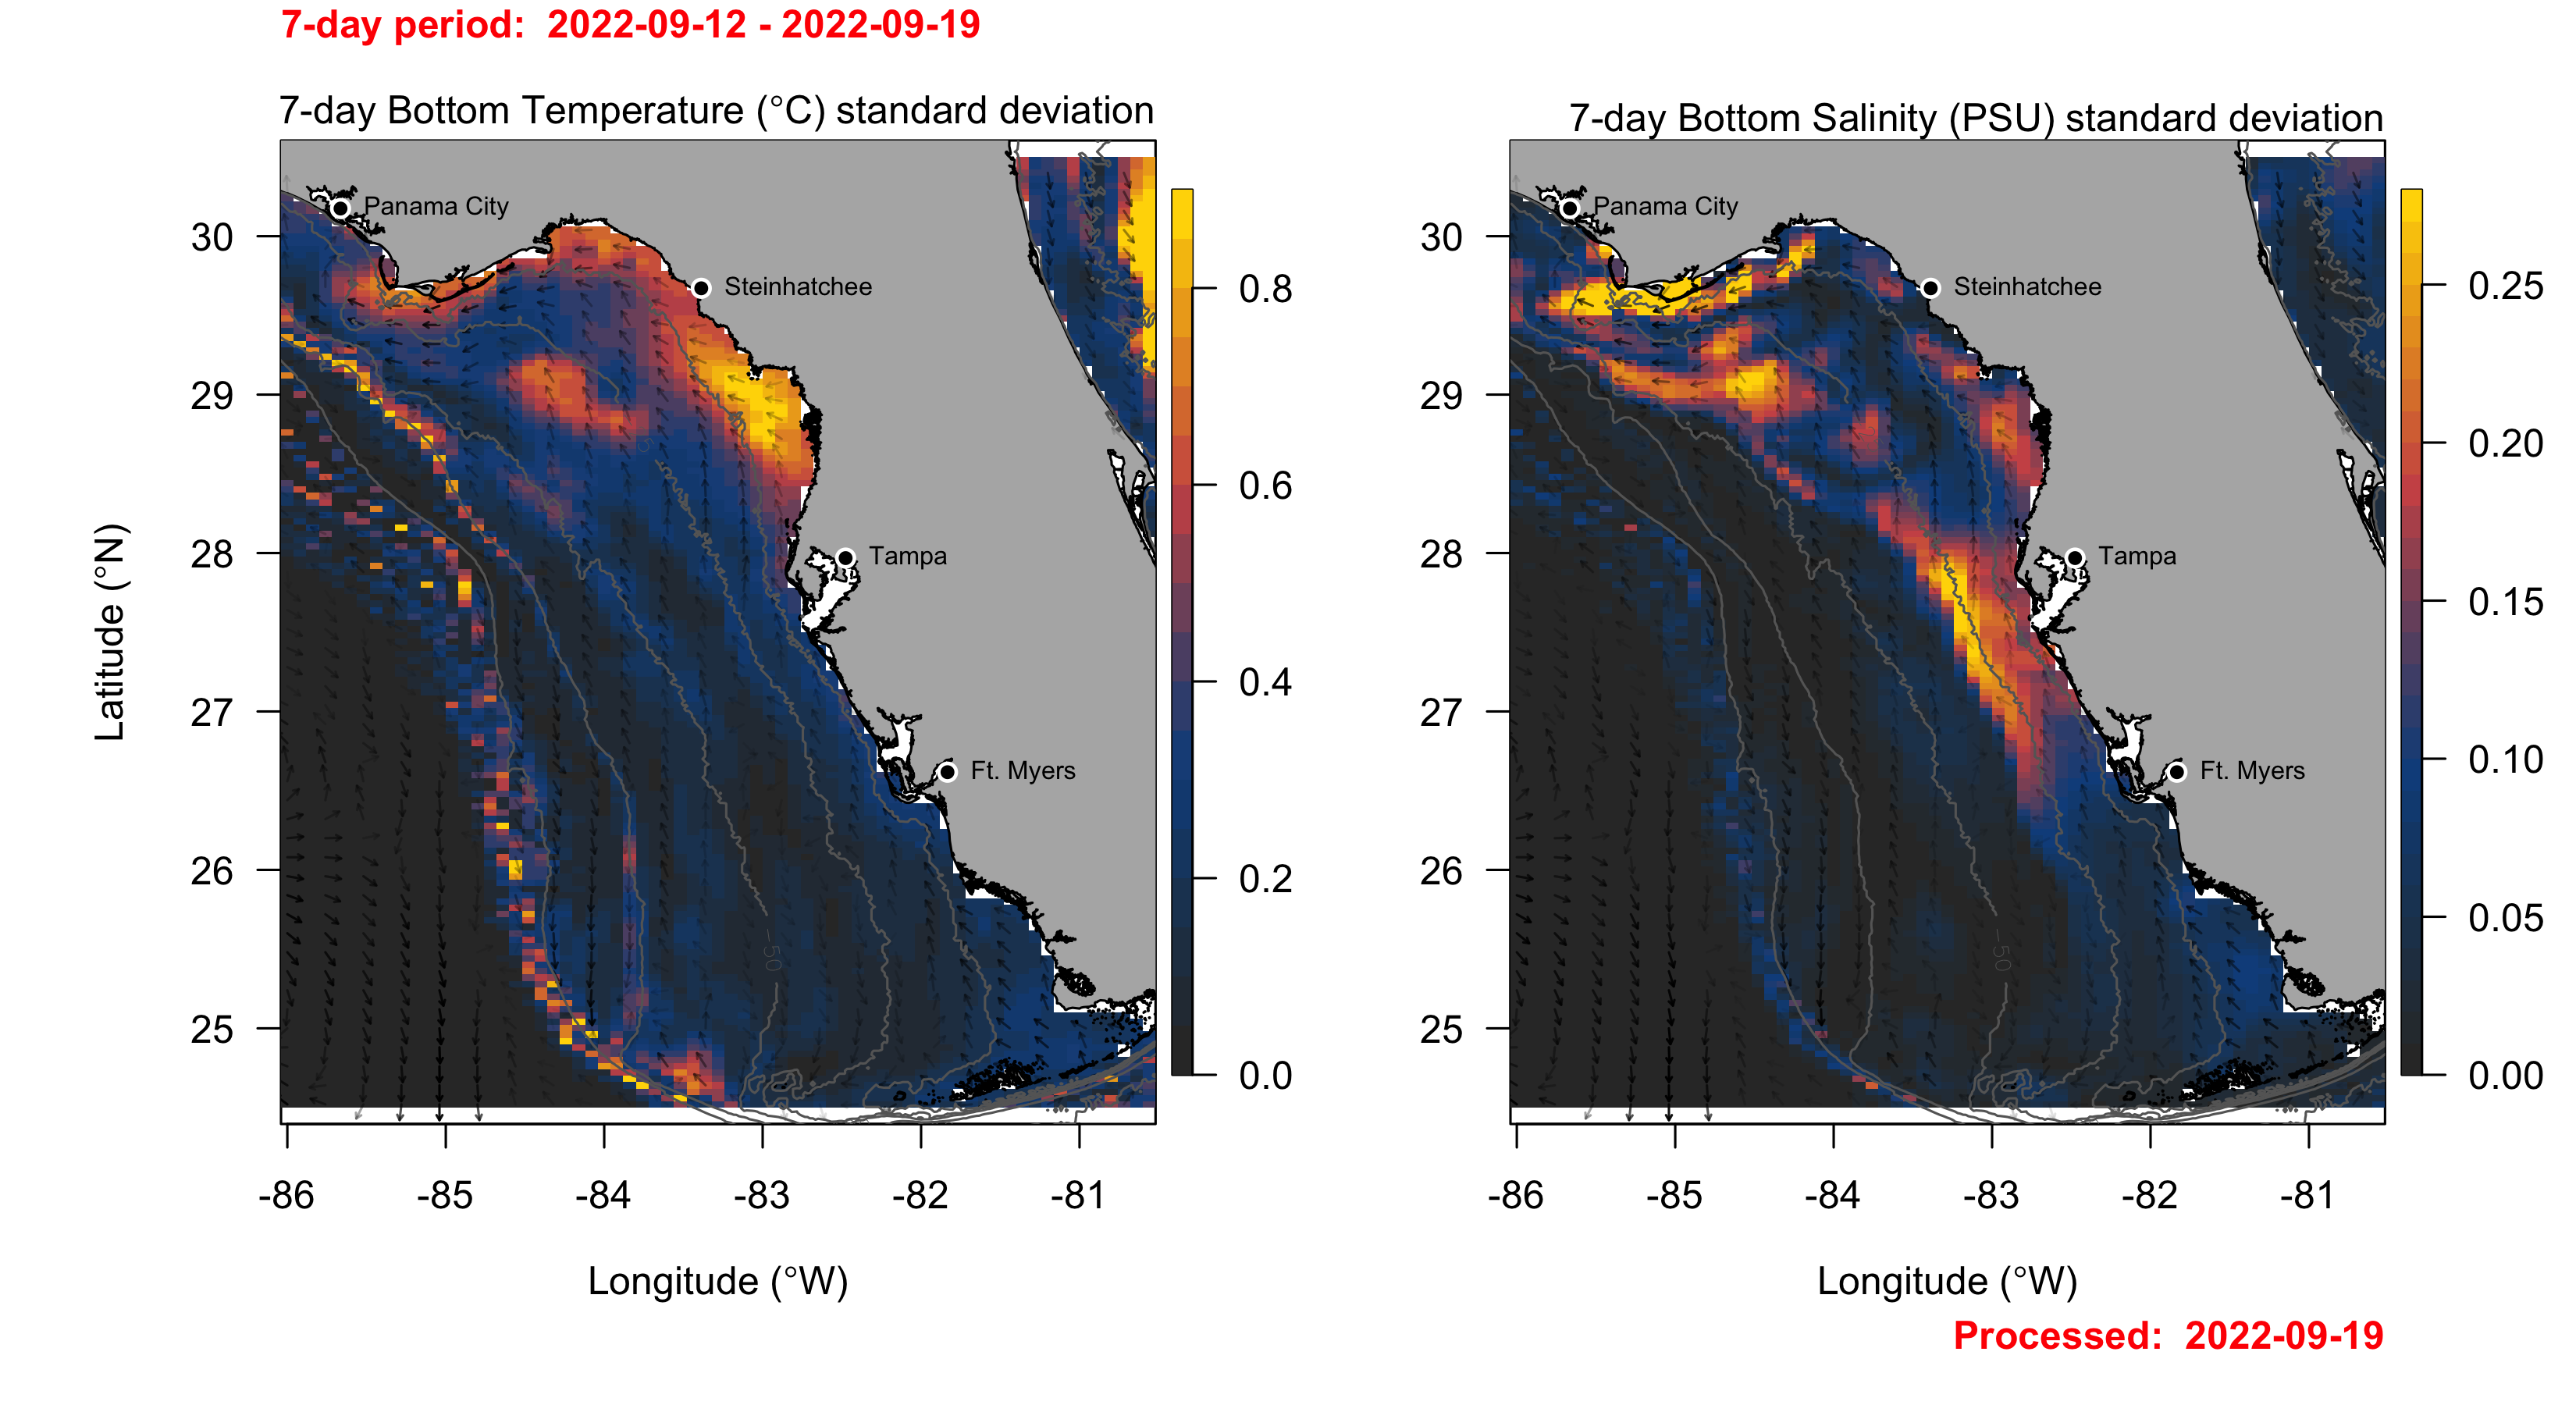 7-day period:  2022-09-12 - 2022-09-19
7-day Bottom Temperature (°C) standard deviation
7-day Bottom Salinity (PSU) standard deviation
Panama City
Steinhatchee
Tampa
Ft. Myers
-50
30
29
28
27
26
25
Latitude (°N)
-86 -85 -84 -83 -82 -81
Longitude (°W)
0.8
0.6
0.4
0.2
0.0
Panama City
Steinhatchee
Tampa
Ft. Myers
-50
30
29
28
27
26
25
-86 -85 -84 -83 -82 -81
Longitude (°W)
0.25
0.20
0.15
0.10
0.05
0.00
Processed:  2022-09-19